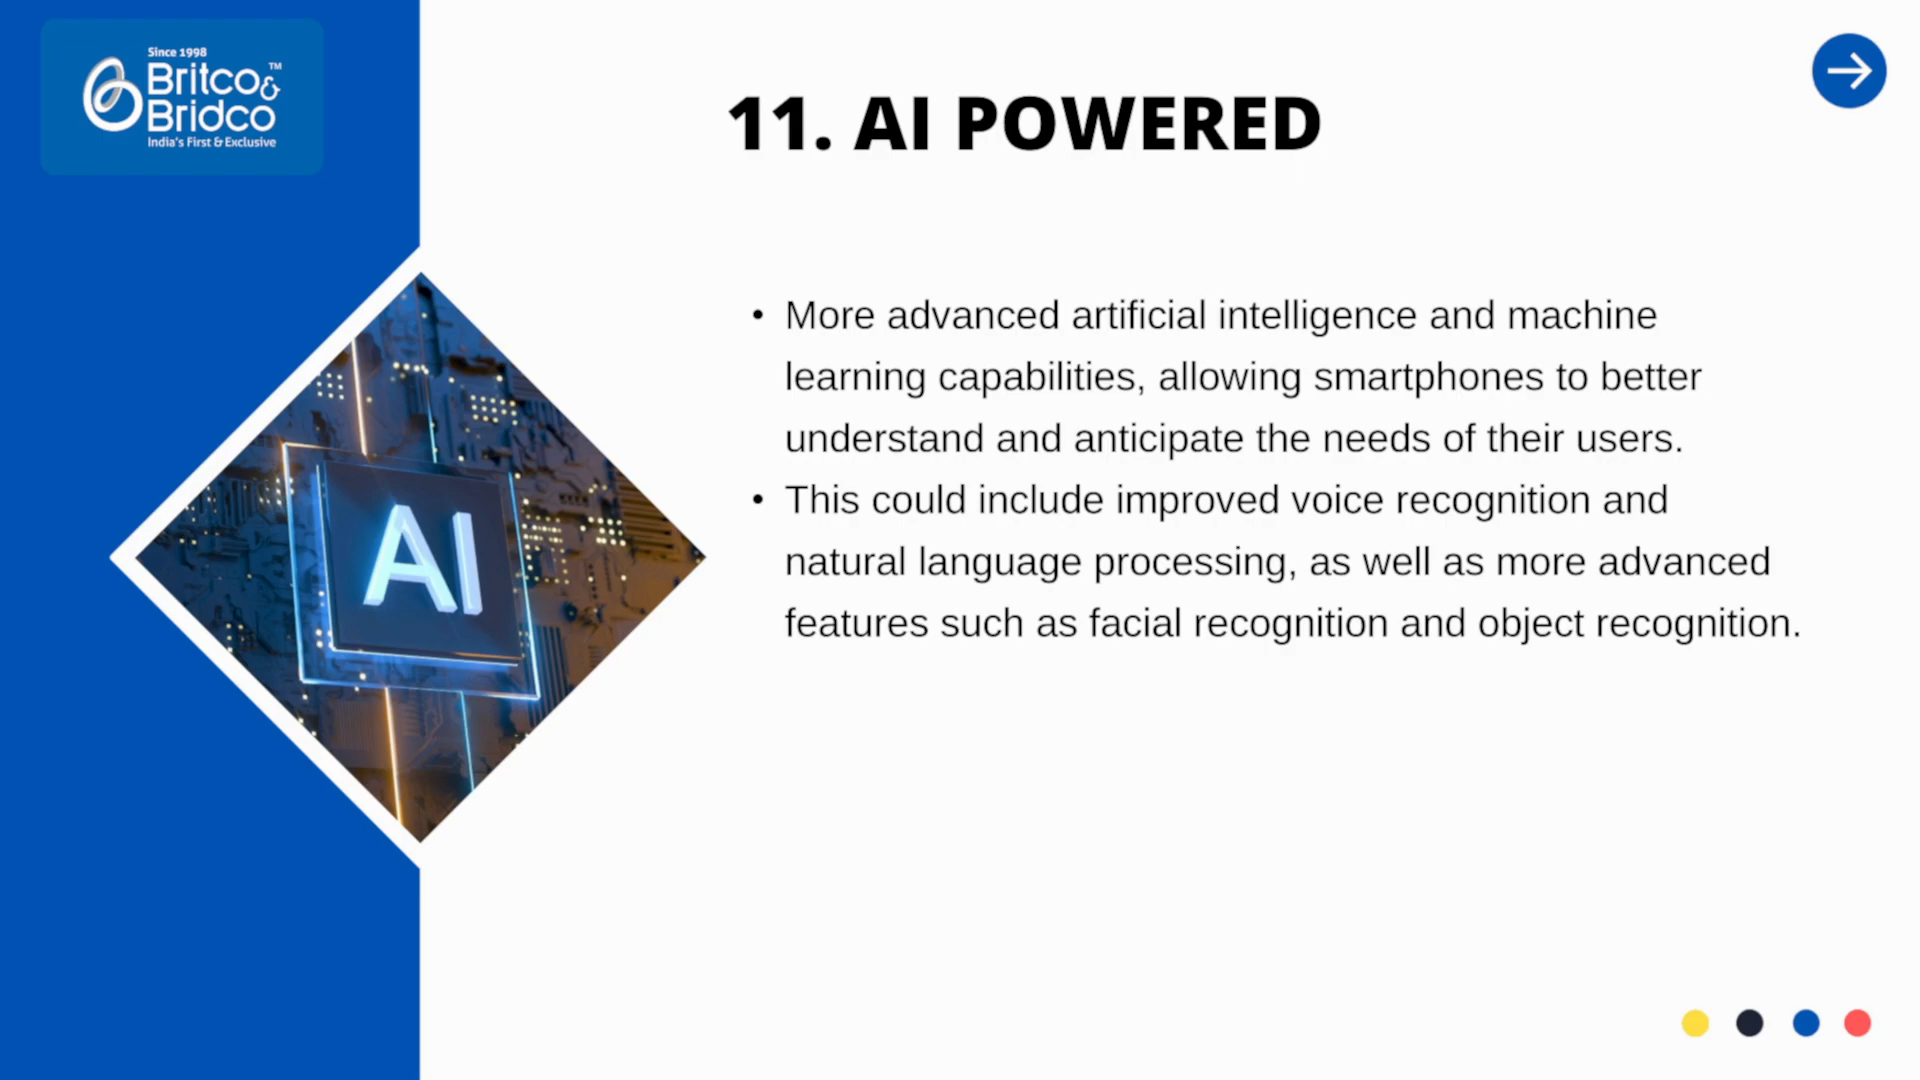 Since 1998
Britco&
Bridco™
India's First & Exclusive
11. AI POWERED
• More advanced artificial intelligence and machine
learning capabilities, allowing smartphones to better
understand and anticipate the needs of their users.
• This could include improved voice recognition and
natural language processing, as well as more advanced
features such as facial recognition and object recognition.
AI